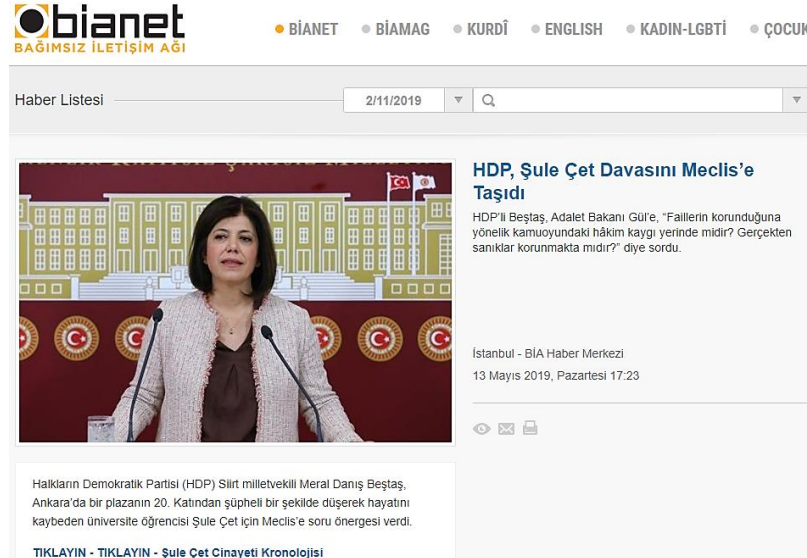 bianet
BAĞIMSIZ İLETİŞİM AĞI
BİANET
BİAMAG
KURDÎ
ENGLISH
KADIN-LGBTİ
ÇOCUK
Haber Listesi
2/11/2019
HDP, Şule Çet Davasını Meclis’e
Taşıdı
HDP’li Beştaş, Adalet Bakanı Gül’e, “Faillerin korunduğuna
yönelik kamuoyundaki hâkim kaygı yerinde midir? Gerçekten
sanıklar korunmakta mıdır?” diye sordu.
İstanbul - BİA Haber Merkezi
13 Mayıs 2019, Pazartesi 17:23
Halkların Demokratik Partisi (HDP) Siirt milletvekili Meral Danış Beştaş,
Ankara’da bir plazanın 20. Katından şüpheli bir şekilde düşerek hayatını
kaybeden üniversite öğrencisi Şule Çet için Meclis’e soru önergesi verdi.
TIKLAYIN - TIKLAYIN - Şule Çet Cinayeti Kronolojisi